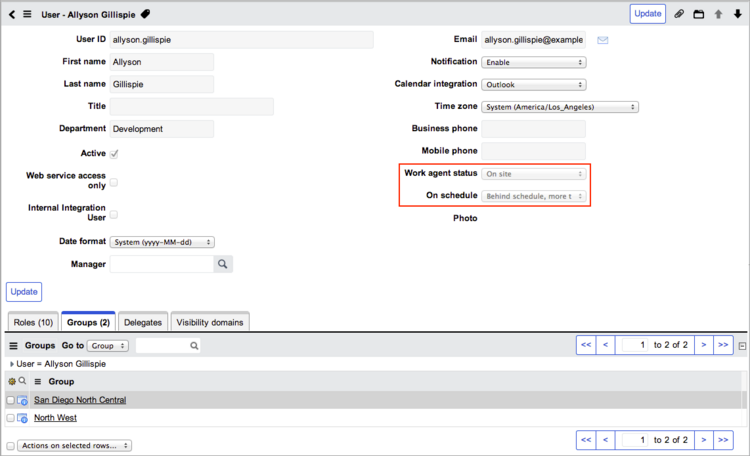 User - Allyson Gillispie
Update
User ID allyson.gillispie
First name Allyson
Last name Gillispie
Title
Department Development
Active
Web service access
only
Internal Integration
User
Date format System (yyyy-MM-dd)
Manager
Email allyson.gillispie@example
Notification Enable
Calendar integration Outlook
Time zone System (America/Los_Angeles)
Business phone
Mobile phone
Work agent status On site
On schedule Behind schedule, more t
Photo
Update
Roles (10) Groups (2) Delegates Visibility domains
Groups Go to Group << < 1 to 2 of 2 > >>
User = Allyson Gillispie
Group
San Diego North Central
North West
Actions on selected rows... << < 1 to 2 of 2 > >>